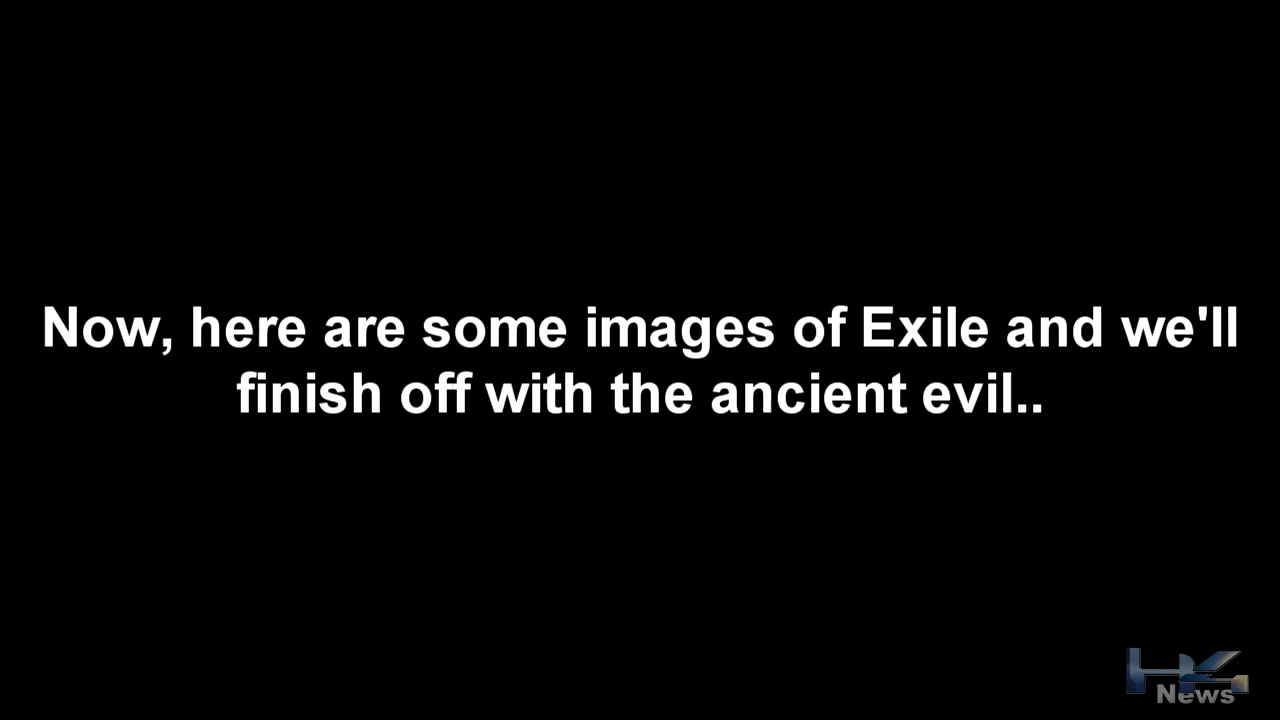 Now, here are some images of Exile and we'll
finish off with the ancient evil..
News